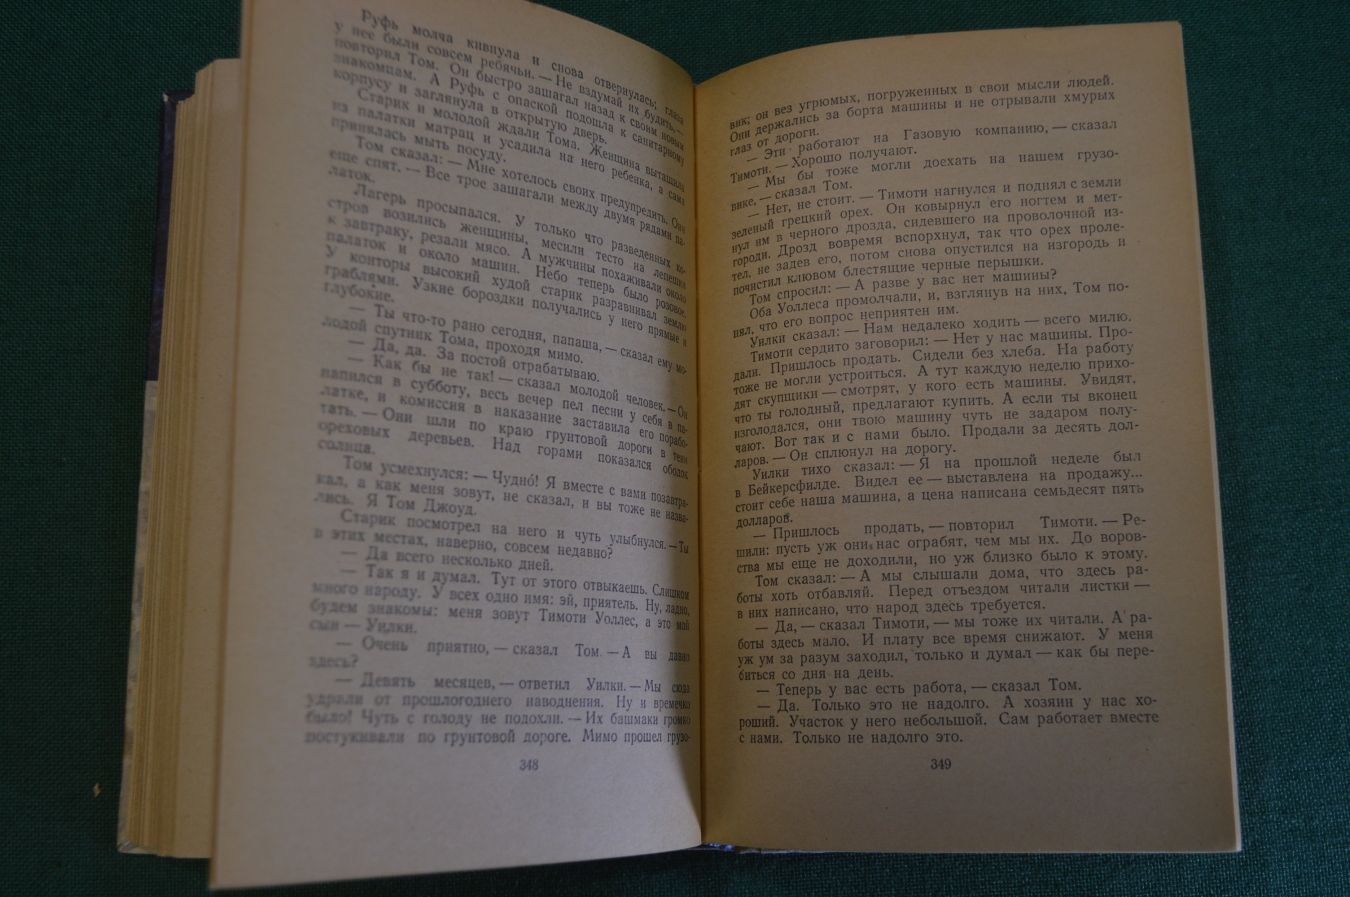 Руфь молча кивнула и снова отвернулась; глаза
у нее были совсем ребячьи. — Не вздумай их будить, —
повторил Том. Он быстро зашагал назад к своим новым
знакомцам. А Руфь с опаской подошла к санитарному
корпусу и заглянула в открытую дверь.
Старик и молодой ждали Тома. Женщина вытащила
из палатки матрац и усадила на него ребенка, а сама
принялась мыть посуду.
Том сказал: — Мне хотелось своих предупредить. Они
еще спят. — Все трое зашагали между двумя рядами па-
латок.
Лагерь просыпался. У только что разведенных ко-
стров возились женщины, месили тесто на лепешки
к завтраку, резали мясо. А мужчины похаживали около
палаток и около машин. Небо теперь было розовое.
У конторы высокий худой старик разравнивал землю
граблями. Узкие бороздки получались у него прямые и
глубокие.
— Ты что-то рано сегодня, папаша, — сказал ему мо-
лодой спутник Тома, проходя мимо.
— Да, да. За постой отрабатываю.
— Как бы не так! — сказал молодой человек. — Он
напился в субботу, весь вечер пел песни у себя в па-
латке, и комиссия в наказание заставила его порабо-
тать. — Они шли по краю грунтовой дороги в тени
ореховых деревьев. Над горами показался ободок
солнца.
Том усмехнулся: — Чудно́! Я вместе с вами позавтра-
кал, а как меня зовут, не сказал, и вы тоже не назва-
лись. Я Том Джоуд.
Старик посмотрел на него и чуть улыбнулся. — Ты
в этих местах, наверно, совсем недавно?
— Да всего несколько дней.
— Так я и думал. Тут от этого отвыкаешь. Слишком
много народу. У всех одно имя: эй, приятель. Ну, ладно,
будем знакомы: меня зовут Тимоти Уоллес, а это мой
сын — Уилки.
— Очень приятно, — сказал Том. — А вы давно
здесь?
— Девять месяцев, — ответил Уилки. — Мы сюда
удрали от прошлогоднего наводнения. Ну и времечко
было! Чуть с голоду не подохли. — Их башмаки громко
постукивали по грунтовой дороге. Мимо прошел грузо-
348
вик; он вез угрюмых, погруженных в свои мысли людей.
Они держались за борта машины и не отрывали хмурых
глаз от дороги.
— Эти работают на Газовую компанию, — сказал
Тимоти. — Хорошо получают.
— Мы бы тоже могли доехать на нашем грузо-
вике, — сказал Том.
— Нет, не стоит. — Тимоти нагнулся и поднял с земли
зеленый грецкий орех. Он ковырнул его ногтем и мет-
нул им в черного дрозда, сидевшего на проволочной из-
городи. Дрозд вовремя вспорхнул, так что орех проле-
тел, не задев его, потом снова опустился на изгородь и
почистил клювом блестящие черные перышки.
Том спросил: — А разве у вас нет машины?
Оба Уоллеса промолчали, и, взглянув на них, Том по-
нял, что его вопрос неприятен им.
Уилки сказал: — Нам недалеко ходить — всего милю.
Тимоти сердито заговорил: — Нет у нас машины. Про-
дали. Пришлось продать. Сидели без хлеба. На работу
тоже не могли устроиться. А тут каждую неделю прихо-
дят скупщики — смотрят, у кого есть машины. Увидят,
что ты голодный, предлагают купить. А если ты вконец
изголодался, они твою машину чуть не задаром полу-
чают. Вот так и с нами было. Продали за десять дол-
ларов. — Он сплюнул на дорогу.
Уилки тихо сказал: — Я на прошлой неделе был
в Бейкерсфилде. Видел ее — выставлена на продажу...
стоит себе наша машина, а цена написана семьдесят пять
долларов.
— Пришлось продать, — повторил Тимоти. — Ре-
шили: пусть уж они нас ограбят, чем мы их. До воров-
ства мы еще не доходили, но уж близко было к этому.
Том сказал: — А мы слышали дома, что здесь ра-
боты хоть отбавляй. Перед отъездом читали листки —
в них написано, что народ здесь требуется.
— Да, — сказал Тимоти, — мы тоже их читали. А ра-
боты здесь мало. И плату все время снижают. У меня
уж ум за разум заходил, только и думал — как бы пере-
биться со дня на день.
— Теперь у вас есть работа, — сказал Том.
— Да. Только это не надолго. А хозяин у нас хо-
роший. Участок у него небольшой. Сам работает вместе
с нами. Только не надолго это.
349